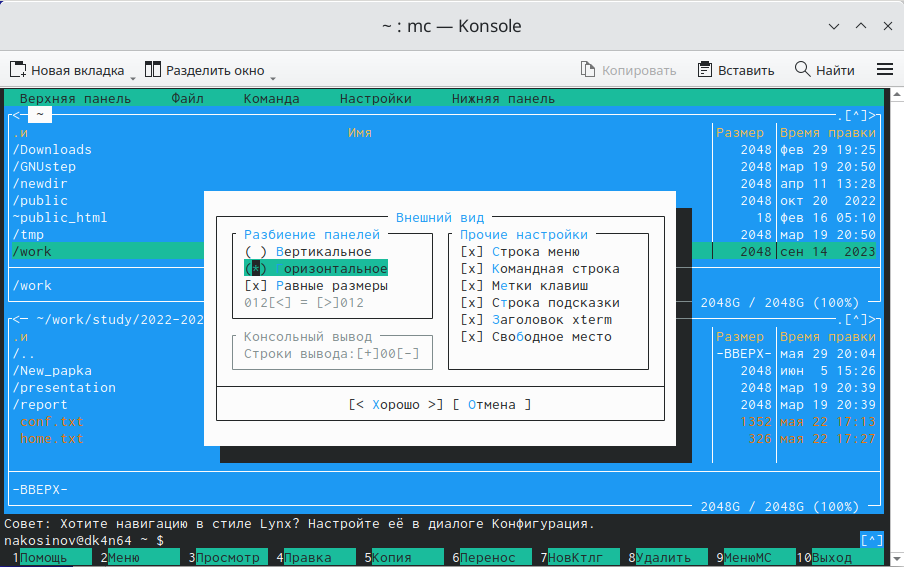 ~ : mc — Konsole
Новая вкладка Разделить окно Копировать Вставить Найти
Верхняя панель Файл Команда Настройки Нижняя панель
<— ~ .[^]>
.и Имя Размер Время правки
/Downloads 2048 фев 29 19:25
/GNUstep 2048 мар 19 20:50
/newdir 2048 апр 11 13:28
/public 2048 окт 20 2022
~public_html 18 фев 16 05:10
/tmp 2048 мар 19 20:50
/work 2048 сен 14 2023
/work
2048G / 2048G (100%)
<— ~/work/study/2022-202 .[^]>
.и Размер Время правки
/.. -ВВЕРХ- мая 29 20:04
/New_papka 2048 июн 5 15:26
/presentation 2048 мар 19 20:39
/report 2048 мар 19 20:39
conf.txt 1352 мая 22 17:13
home.txt 326 мая 22 17:27
-ВВЕРХ-
2048G / 2048G (100%)
Внешний вид
Разбиение панелей
( ) Вертикальное
(*) Горизонтальное
[x] Равные размеры
012[<] = [>]012
Консольный вывод
Строки вывода:[+]00[-]
Прочие настройки
[x] Строка меню
[x] Командная строка
[x] Метки клавиш
[x] Строка подсказки
[x] Заголовок xterm
[x] Свободное место
[< Хорошо >] [ Отмена ]
Совет: Хотите навигацию в стиле Lynx? Настройте её в диалоге Конфигурация.
nakosinov@dk4n64 ~ $ [^]
1Помощь 2Меню 3Просмотр 4Правка 5Копия 6Перенос 7НовКтлг 8Удалить 9МенюМС 10Выход